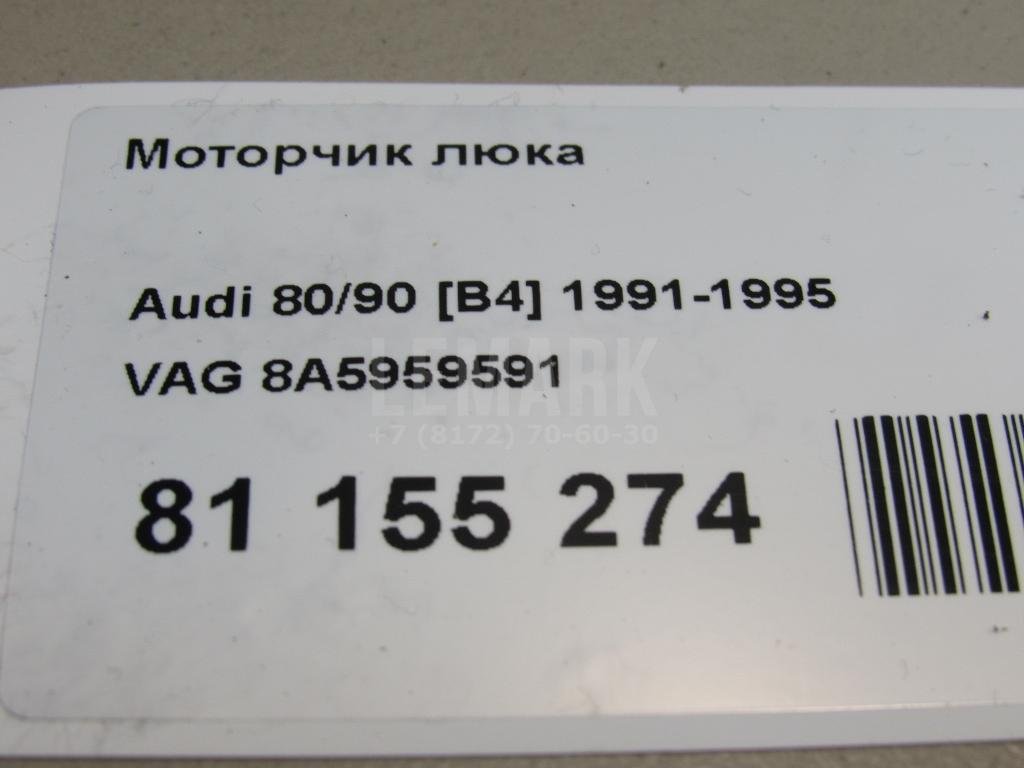 Моторчик люка
Audi 80/90 [B4] 1991-1995
VAG 8A5959591
LEMARK
+7 (8172) 70-60-30
81 155 274